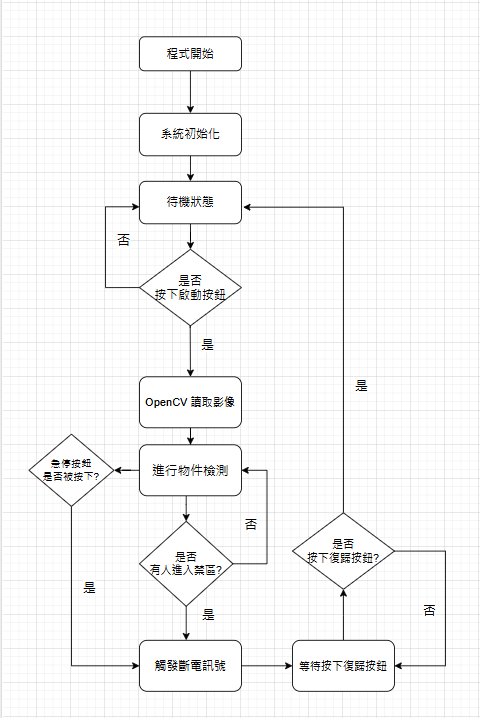 程式開始
系統初始化
待機狀態
否
是否
按下啟動按鈕
是
OpenCV 讀取影像
是
急停按鈕
是否被按下?
進行物件檢測
否
是否
按下復歸按鈕?
是否
有人進入禁區?
是
是
否
觸發斷電訊號
等待按下復歸按鈕